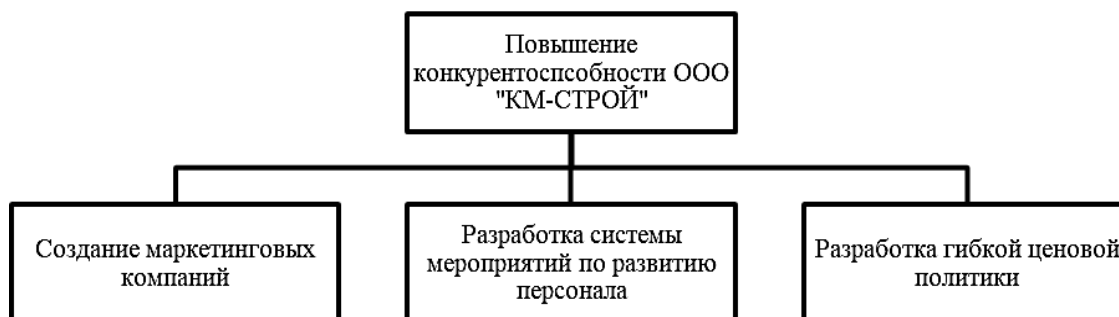 Повышение
конкурентоспсобности ООО
"КМ-СТРОЙ"
Создание маркетинговых
компаний
Разработка системы
мероприятий по развитию
персонала
Разработка гибкой ценовой
политики